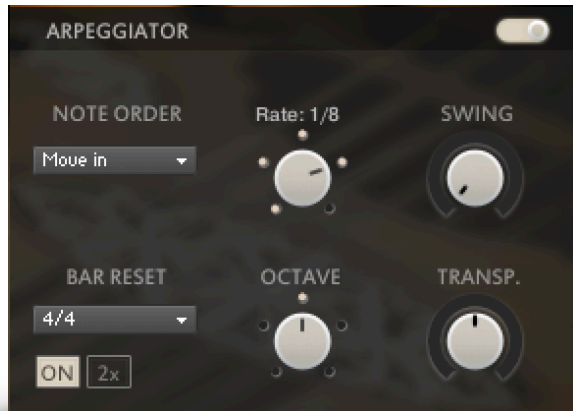 ARPEGGIATOR
NOTE ORDER
Rate: 1/8
SWING
Move in
BAR RESET
OCTAVE
TRANSP.
4/4
ON
2x